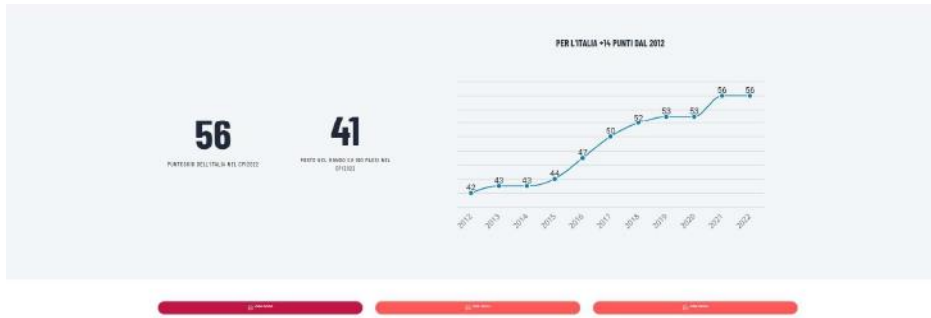 PER L'ITALIA +14 PUNTI DAL 2012
56
PUNTEGGIO DELL'ITALIA NEL CPI2022
41
POSTO NEL RANKING SU 180 PAESI NEL
CPI2022
42 43 43 44 47 50 52 53 53 56 56
2012 2013 2014 2015 2016 2017 2018 2019 2020 2021 2022